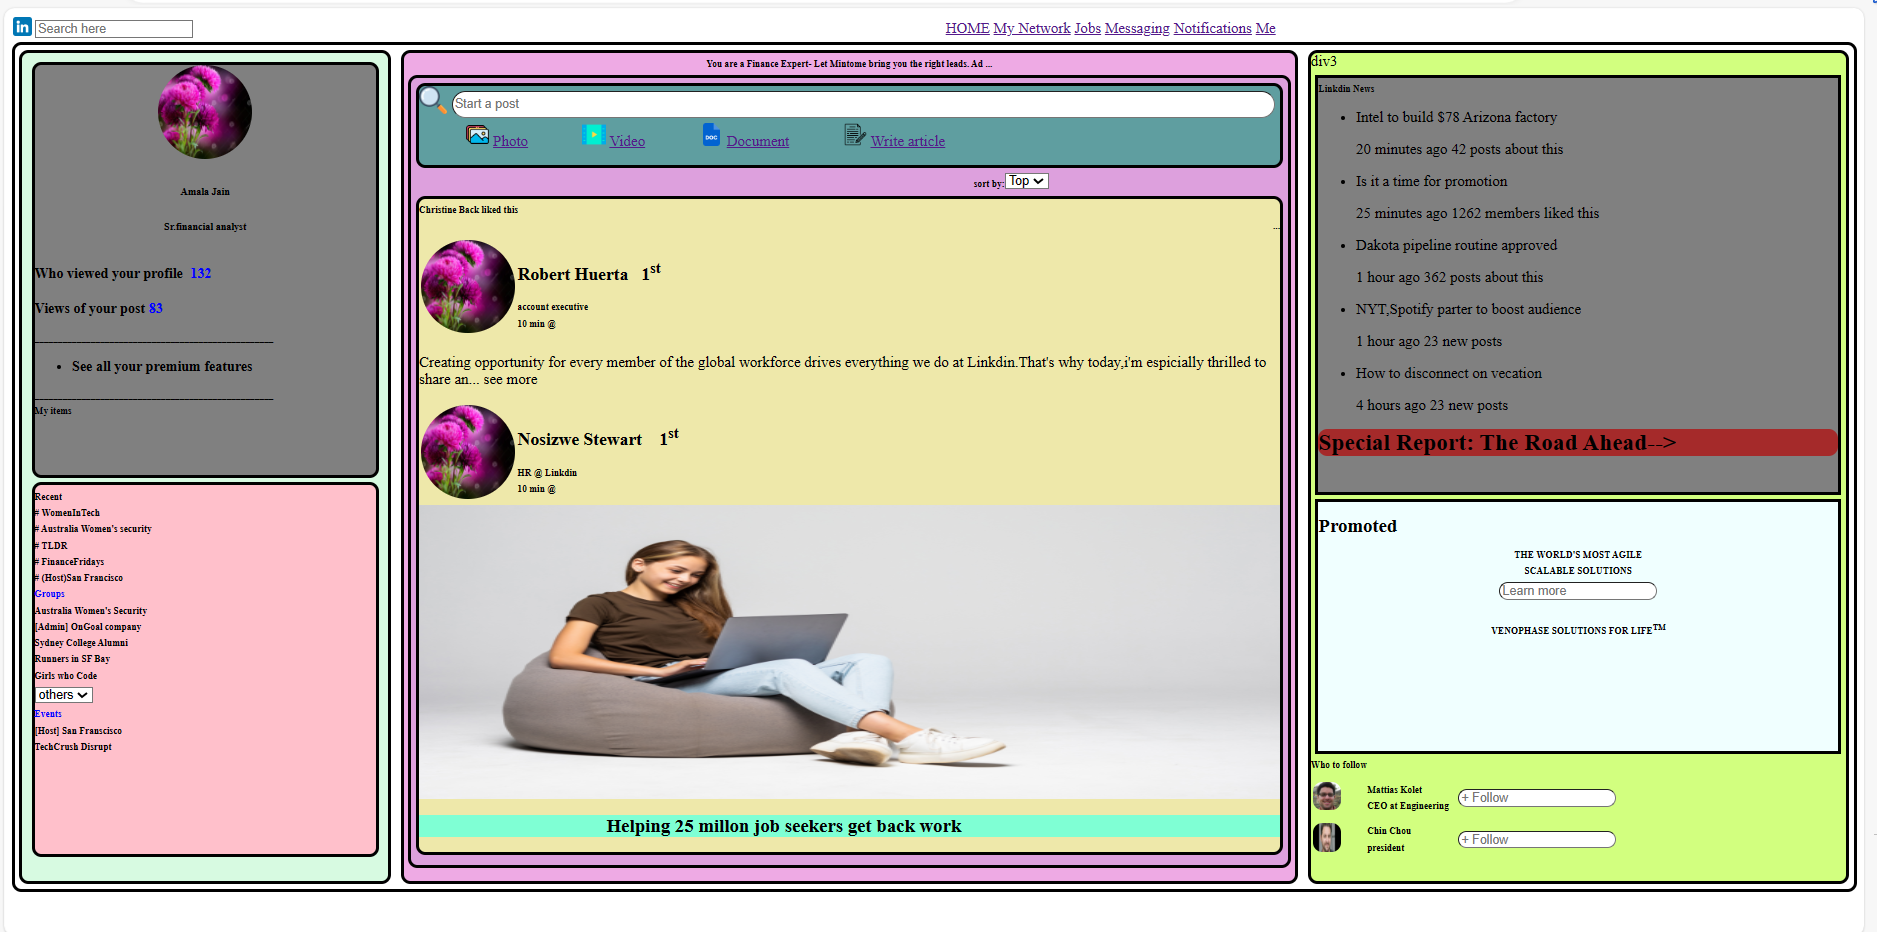 in
Search here
HOME My Network Jobs Messaging Notifications Me
Amala Jain
Sr.financial analyst
Who viewed your profile 132
Views of your post 83
See all your premium features
My items
Recent
# WomenInTech
# Australia Women's security
# TLDR
# FinanceFridays
# (Host)San Francisco
Groups
Australia Women's Security
[Admin] OnGoal company
Sydney College Alumni
Runners in SF Bay
Girls who Code
others
Events
[Host] San Franscisco
TechCrush Disrupt
You are a Finance Expert- Let Mintome bring you the right leads. Ad ...
Start a post
Photo
Video
DOC
Document
Write article
sort by: Top
Christine Back liked this
...
Robert Huerta 1st
account executive
10 min @
Creating opportunity for every member of the global workforce drives everything we do at Linkdin.That's why today,i'm espicially thrilled to
share an... see more
Nosizwe Stewart 1st
HR @ Linkdin
10 min @
Helping 25 millon job seekers get back work
div3
Linkdin News
Intel to build $78 Arizona factory
20 minutes ago 42 posts about this
Is it a time for promotion
25 minutes ago 1262 members liked this
Dakota pipeline routine approved
1 hour ago 362 posts about this
NYT,Spotify parter to boost audience
1 hour ago 23 new posts
How to disconnect on vecation
4 hours ago 23 new posts
Special Report: The Road Ahead-->
Promoted
THE WORLD'S MOST AGILE
SCALABLE SOLUTIONS
Learn more
VENOPHASE SOLUTIONS FOR LIFETM
Who to follow
Mattias Kolet
CEO at Engineering
+ Follow
Chin Chou
president
+ Follow